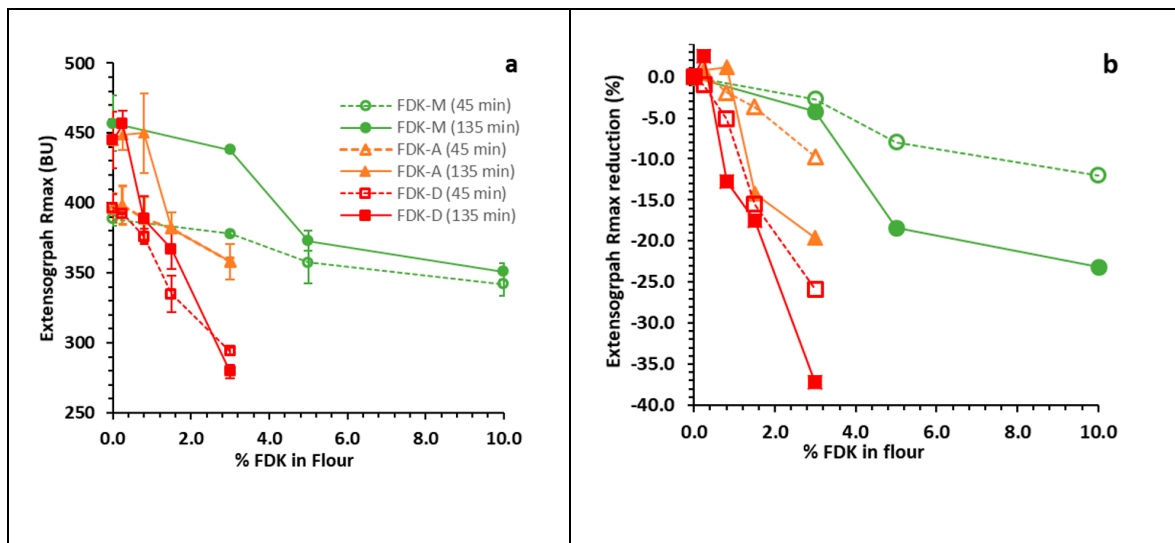 a
500
450
400
350
300
250
Extensogrpah Rmax (BU)
FDK-M (45 min)
FDK-M (135 min)
FDK-A (45 min)
FDK-A (135 min)
FDK-D (45 min)
FDK-D (135 min)
0.0 2.0 4.0 6.0 8.0 10.0
% FDK in Flour
b
0.0
-5.0
-10.0
-15.0
-20.0
-25.0
-30.0
-35.0
-40.0
Extensogrpah Rmax reduction (%)
0.0 2.0 4.0 6.0 8.0 10.0
% FDK in flour